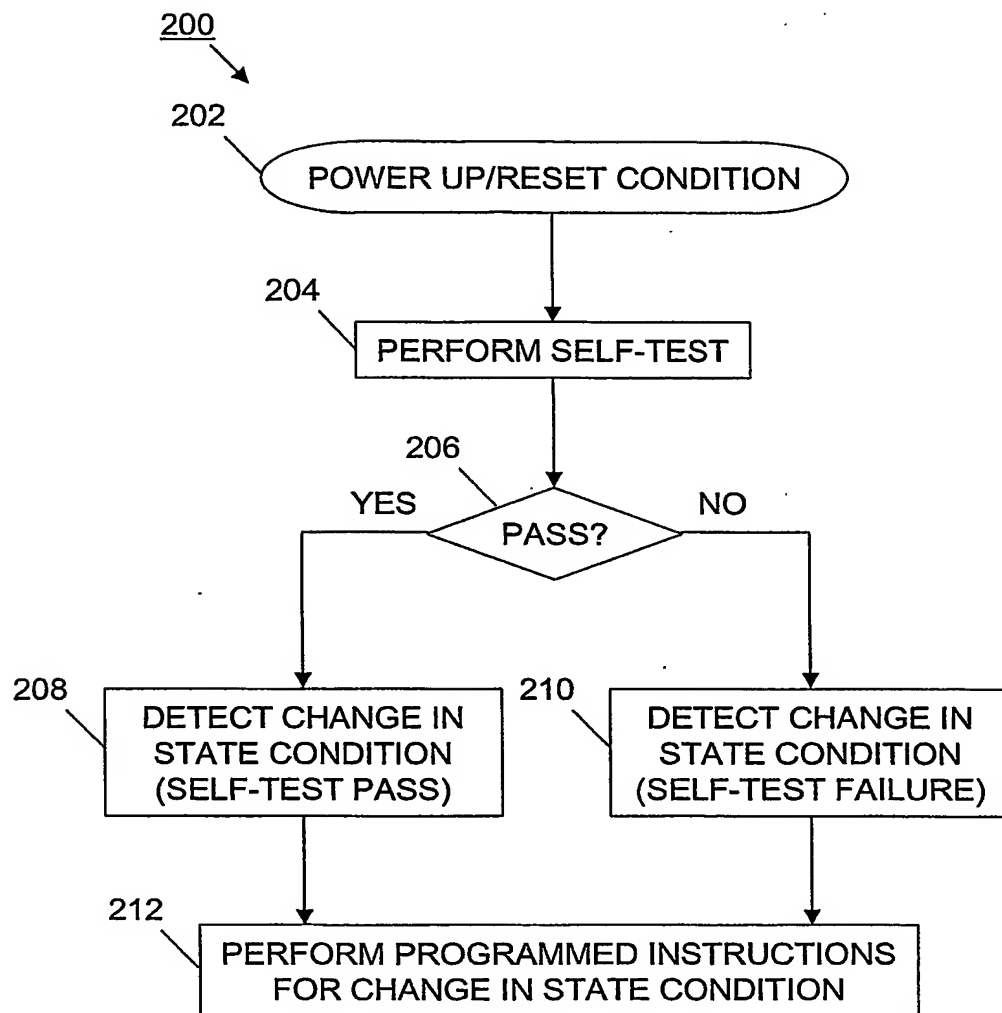 200
202
POWER UP/RESET CONDITION
204
PERFORM SELF-TEST
206
YES
NO
PASS?
208
DETECT CHANGE IN
STATE CONDITION
(SELF-TEST PASS)
210
DETECT CHANGE IN
STATE CONDITION
(SELF-TEST FAILURE)
212
PERFORM PROGRAMMED INSTRUCTIONS
FOR CHANGE IN STATE CONDITION